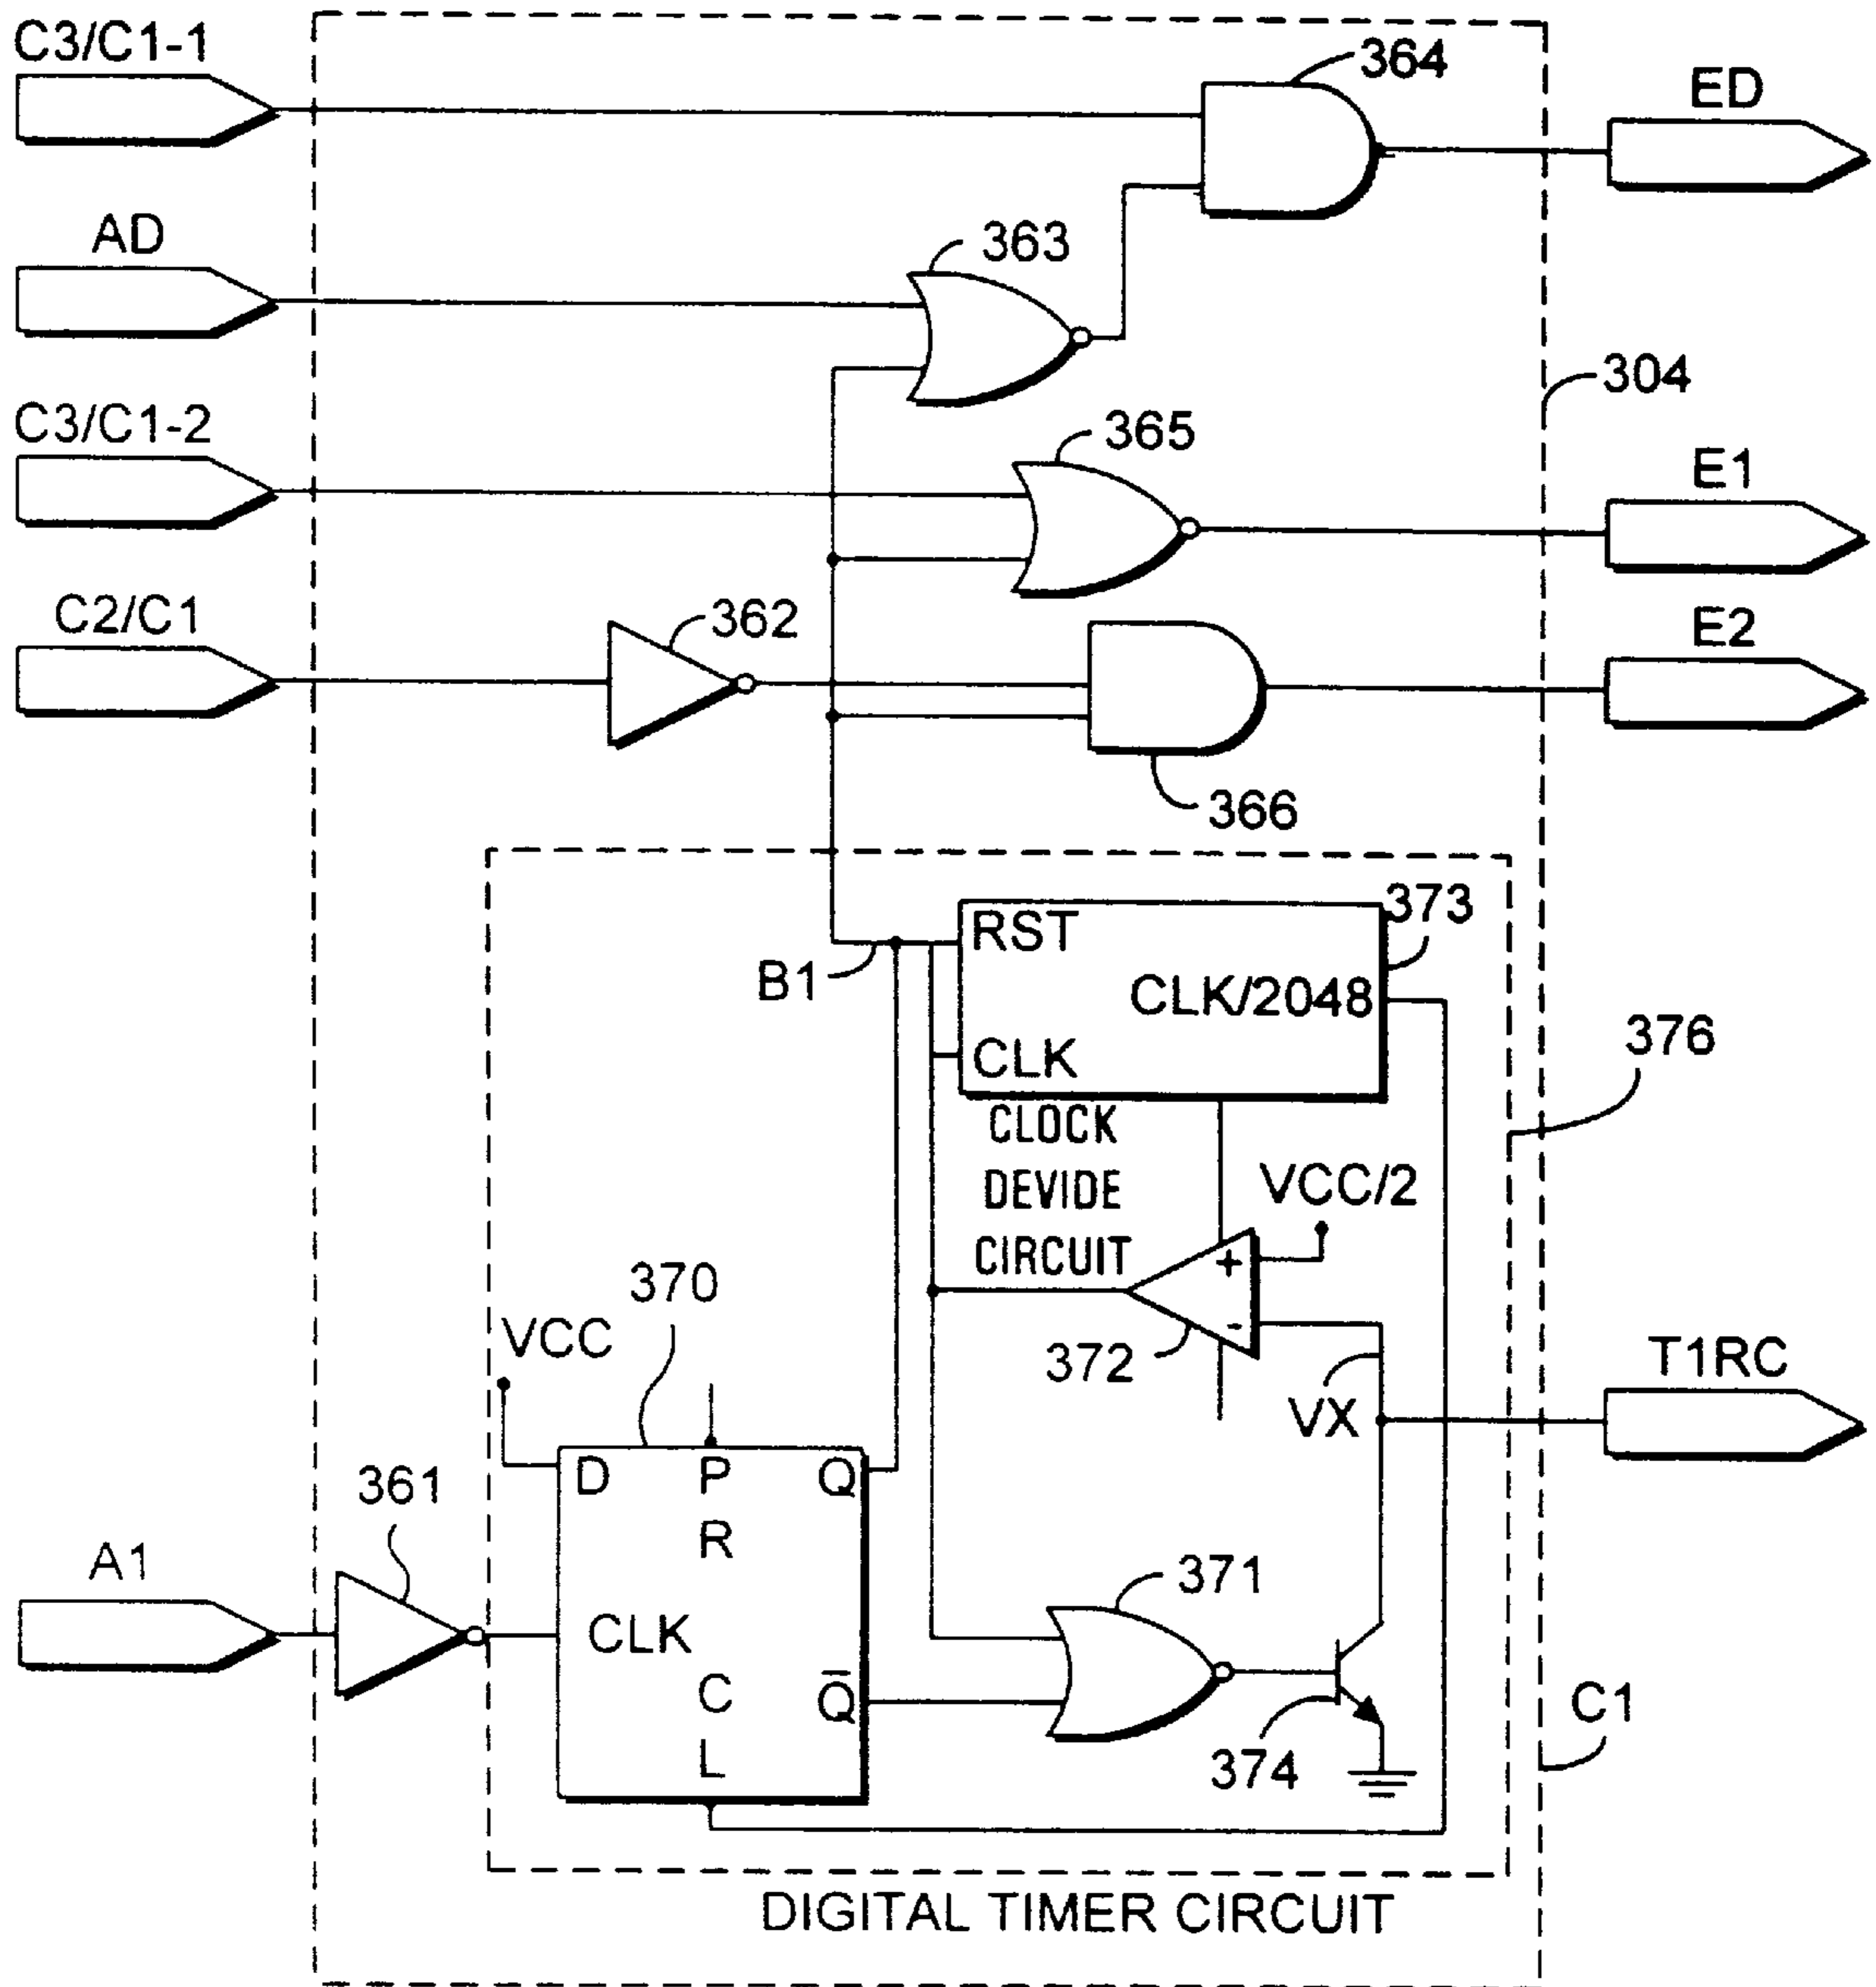 C3/C1-1
364
ED
AD
363
304
C3/C1-2
365
E1
C2/C1
362
E2
366
373
RST
B1
CLK/2048
CLK
376
CLOCK
DEVIDE
CIRCUIT
VCC/2
+
-
370
VCC
372
T1RC
VX
D
P
R
Q
361
A1
371
CLK
C
L
Q̅
374
C1
DIGITAL TIMER CIRCUIT